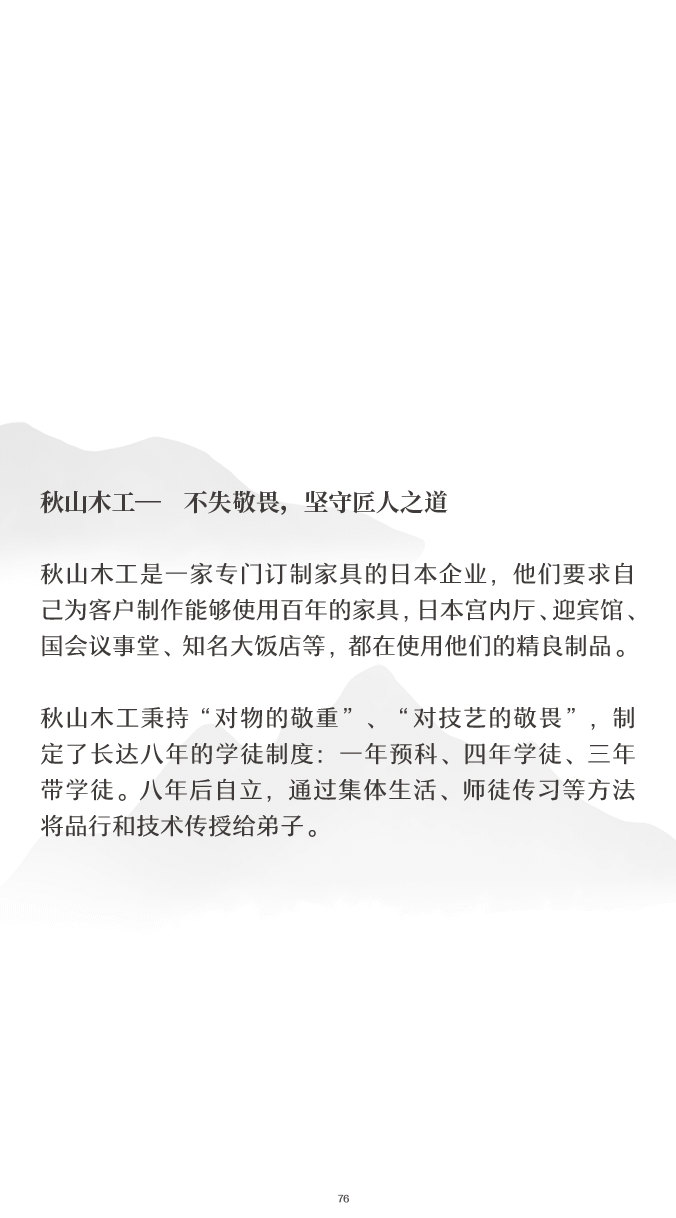 秋山木工—　不失敬畏，坚守匠人之道
秋山木工是一家专门订制家具的日本企业，他们要求自
己为客户制作能够使用百年的家具，日本宫内厅、迎宾馆、
国会议事堂、知名大饭店等，都在使用他们的精良制品。
秋山木工秉持“对物的敬重”、“对技艺的敬畏”，制
定了长达八年的学徒制度：一年预科、四年学徒、三年
带学徒。八年后自立，通过集体生活、师徒传习等方法
将品行和技术传授给弟子。
76